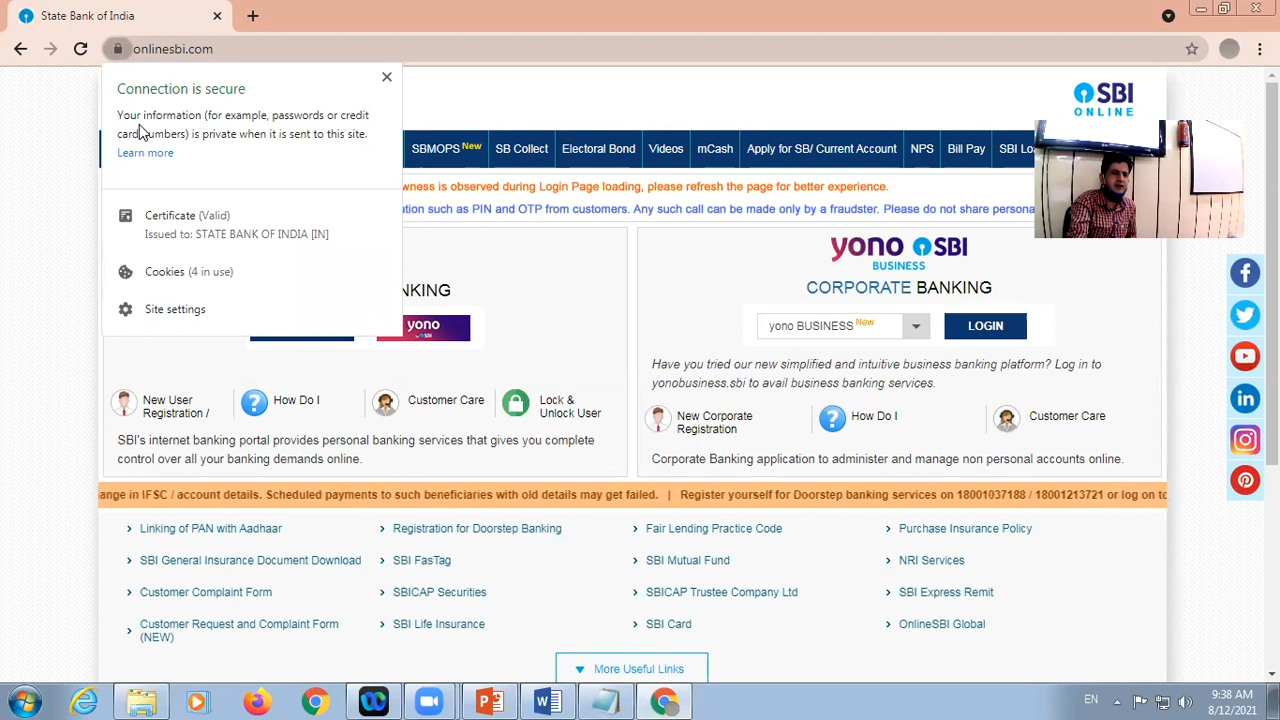 State Bank of India
onlinesbi.com
Connection is secure
Your information (for example, passwords or credit
card numbers) is private when it is sent to this site.
Learn more
Certificate (Valid)
Issued to: STATE BANK OF INDIA [IN]
Cookies (4 in use)
Site settings
SBI
ONLINE
SBMOPS New SB Collect Electoral Bond Videos mCash Apply for SB/ Current Account NPS Bill Pay SBI
is observed during Login Page loading, please refresh the page for better experience.
such as PIN and OTP from customers. Any such call can be made only by a fraudster. Please do not share
yono
SBI
yono SBI
BUSINESS
CORPORATE BANKING
yono BUSINESS New LOGIN
Have you tried our new simplified and intuitive business banking platform? Log in to
yonobusiness.sbi to avail business banking services.
New User
Registration /
How Do I
Customer Care
Lock &
Unlock User
New Corporate
Registration
How Do I
Customer Care
SBI's internet banking portal provides personal banking services that gives you complete
control over all your banking demands online.
Corporate Banking application to administer and manage non personal accounts online.
in IFSC / account details. Scheduled payments to such beneficiaries with old details may get failed. | Register yourself for Doorstep banking services on 18001037188 / 18001213721 or log on to
Linking of PAN with Aadhaar Registration for Doorstep Banking Fair Lending Practice Code Purchase Insurance Policy
SBI General Insurance Document Download SBI FasTag SBI Mutual Fund NRI Services
Customer Complaint Form SBICAP Securities SBICAP Trustee Company Ltd SBI Express Remit
Customer Request and Complaint Form
(NEW)
SBI Life Insurance SBI Card OnlineSBI Global
More Useful Links
EN
9:38 AM
8/12/2021